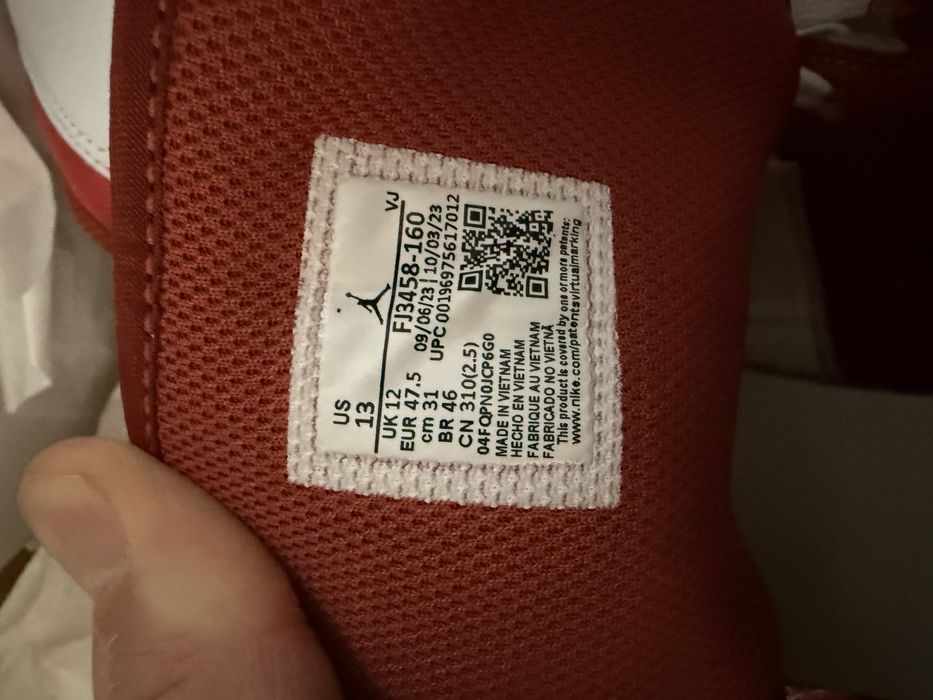 US
13
VJ
UK 12
FJ3458-160
EUR 47.5
09/06/23 | 10/03/23
cm 31
UPC 00196975617012
BR 46
CN 310(2.5)
04FQPN0JCP6G0
MADE IN VIETNAM
HECHO EN VIETNAM
FABRIQUE AU VIETNAM
FABRICADO NO VIETNÃ
This product is covered by one or more patents:
www.nike.com/patentsvirtualmarking